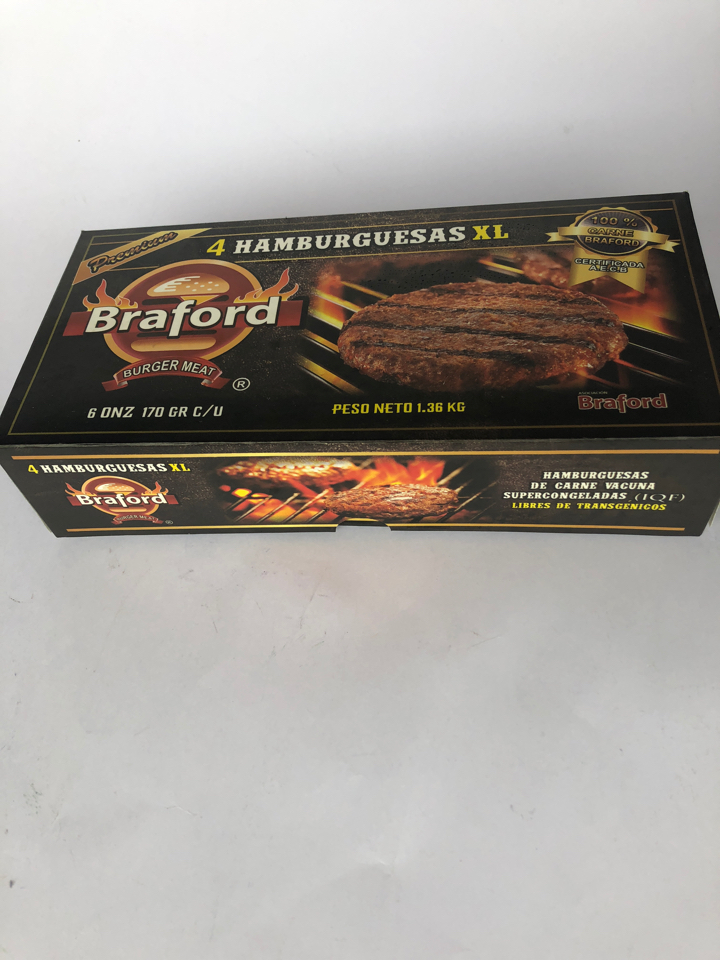 Premium
4 HAMBURGUESAS XL
100 %
CARNE
BRAFORD
CERTIFICADA
A.E.C.B
Braford
BURGER MEAT
®
6 ONZ 170 GR C/U
PESO NETO 1.36 KG
Braford
4 HAMBURGUESAS XL
Braford
BURGER MEAT
®
HAMBURGUESAS
DE CARNE VACUNA
SUPERCONGELADAS (IQF)
LIBRES DE TRANSGENICOS